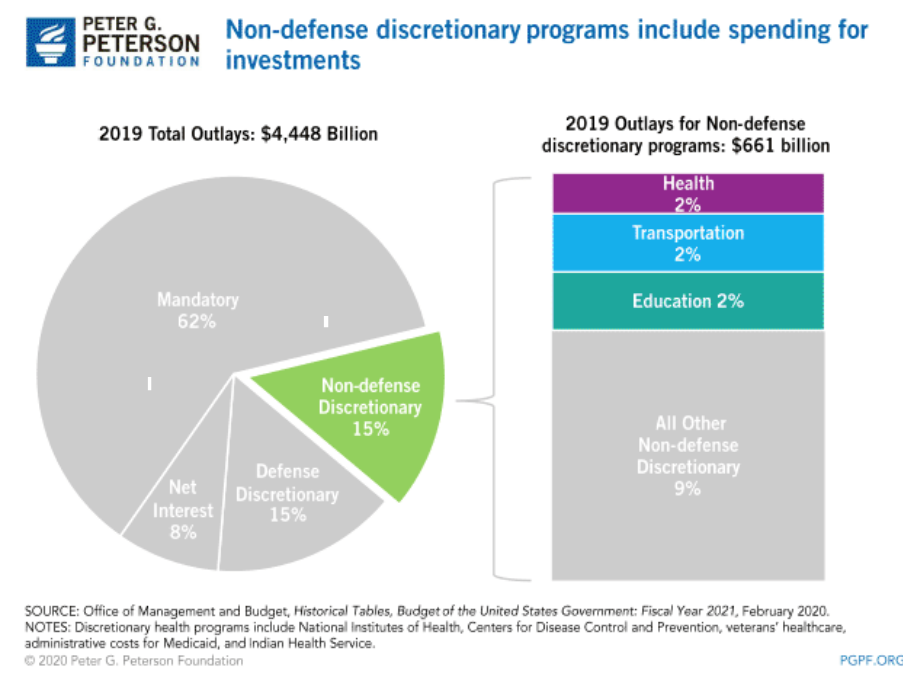 PETER G.
PETERSON
FOUNDATION
Non-defense discretionary programs include spending for
investments
2019 Total Outlays: $4,448 Billion
2019 Outlays for Non-defense
discretionary programs: $661 billion
Mandatory
62%
Non-defense
Discretionary
15%
Defense
Discretionary
15%
Net
Interest
8%
Health
2%
Transportation
2%
Education 2%
All Other
Non-defense
Discretionary
9%
SOURCE: Office of Management and Budget, Historical Tables, Budget of the United States Government: Fiscal Year 2021, February 2020.
NOTES: Discretionary health programs include National Institutes of Health, Centers for Disease Control and Prevention, veterans' healthcare,
administrative costs for Medicaid, and Indian Health Service.
© 2020 Peter G. Peterson Foundation
PGPF.ORG